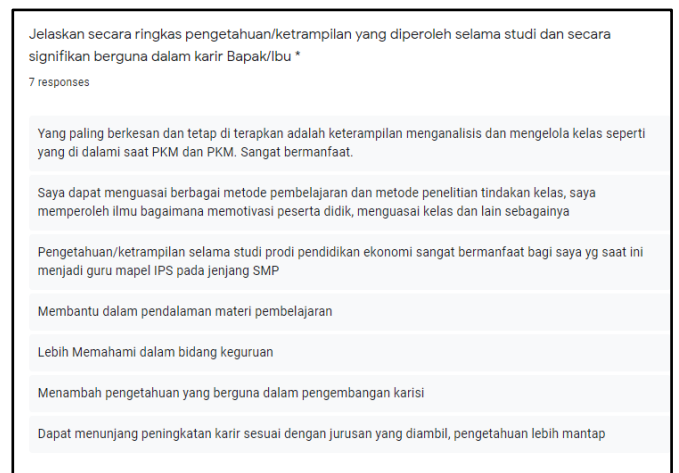 Jelaskan secara ringkas pengetahuan/ketrampilan yang diperoleh selama studi dan secara
signifikan berguna dalam karir Bapak/Ibu *
7 responses
Yang paling berkesan dan tetap di terapkan adalah keterampilan menganalisis dan mengelola kelas seperti
yang di dalami saat PKM dan PKM. Sangat bermanfaat.
Saya dapat menguasai berbagai metode pembelajaran dan metode penelitian tindakan kelas, saya
memperoleh ilmu bagaimana memotivasi peserta didik, menguasai kelas dan lain sebagainya
Pengetahuan/ketrampilan selama studi prodi pendidikan ekonomi sangat bermanfaat bagi saya yg saat ini
menjadi guru mapel IPS pada jenjang SMP
Membantu dalam pendalaman materi pembelajaran
Lebih Memahami dalam bidang keguruan
Menambah pengetahuan yang berguna dalam pengembangan karisi
Dapat menunjang peningkatan karir sesuai dengan jurusan yang diambil, pengetahuan lebih mantap